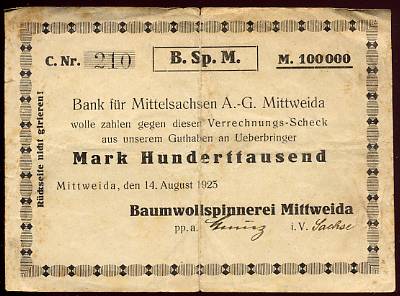 C. Nr. 210 B. Sp. M. M. 100000
Bank für Mittelsachsen A.-G. Mittweida
wolle zahlen gegen diesen Verrechnungs-Scheck
aus unserem Guthaben an Ueberbringer
Mark Hunderttausend
Mittweida, den 14. August 1923
Baumwollspinnerei Mittweida
pp.a. i.V. Sachse
Rückseite nicht girieren!